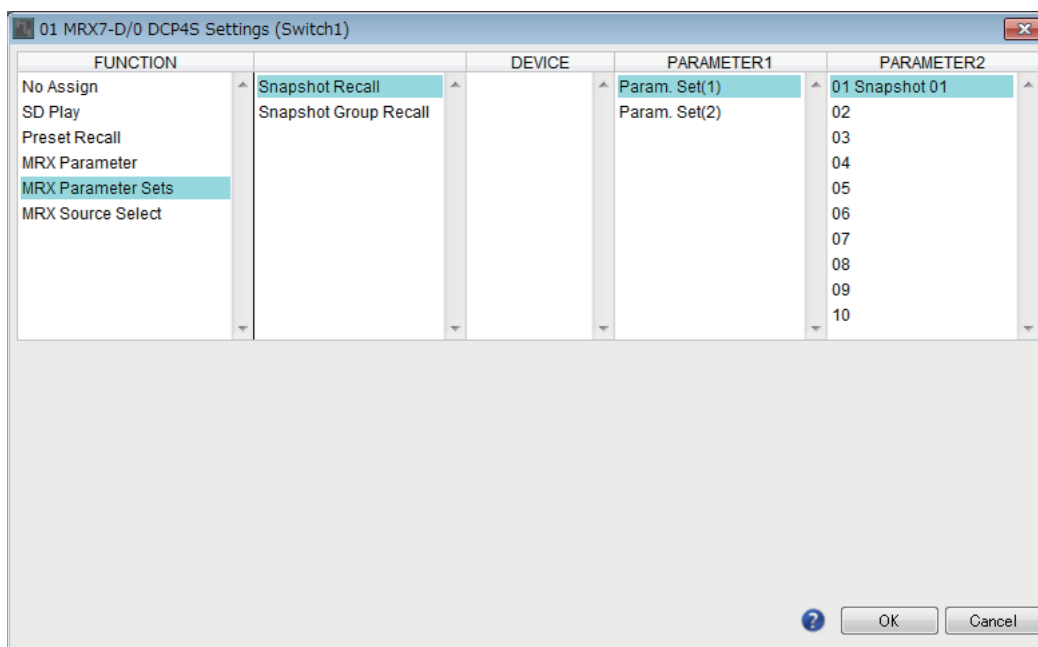 01 MRX7-D/0 DCP4S Settings (Switch1)
FUNCTION
DEVICE
PARAMETER1
PARAMETER2
No Assign
SD Play
Preset Recall
MRX Parameter
MRX Parameter Sets
MRX Source Select
Snapshot Recall
Snapshot Group Recall
Param. Set(1)
Param. Set(2)
01 Snapshot 01
02
03
04
05
06
07
08
09
10
?
OK
Cancel